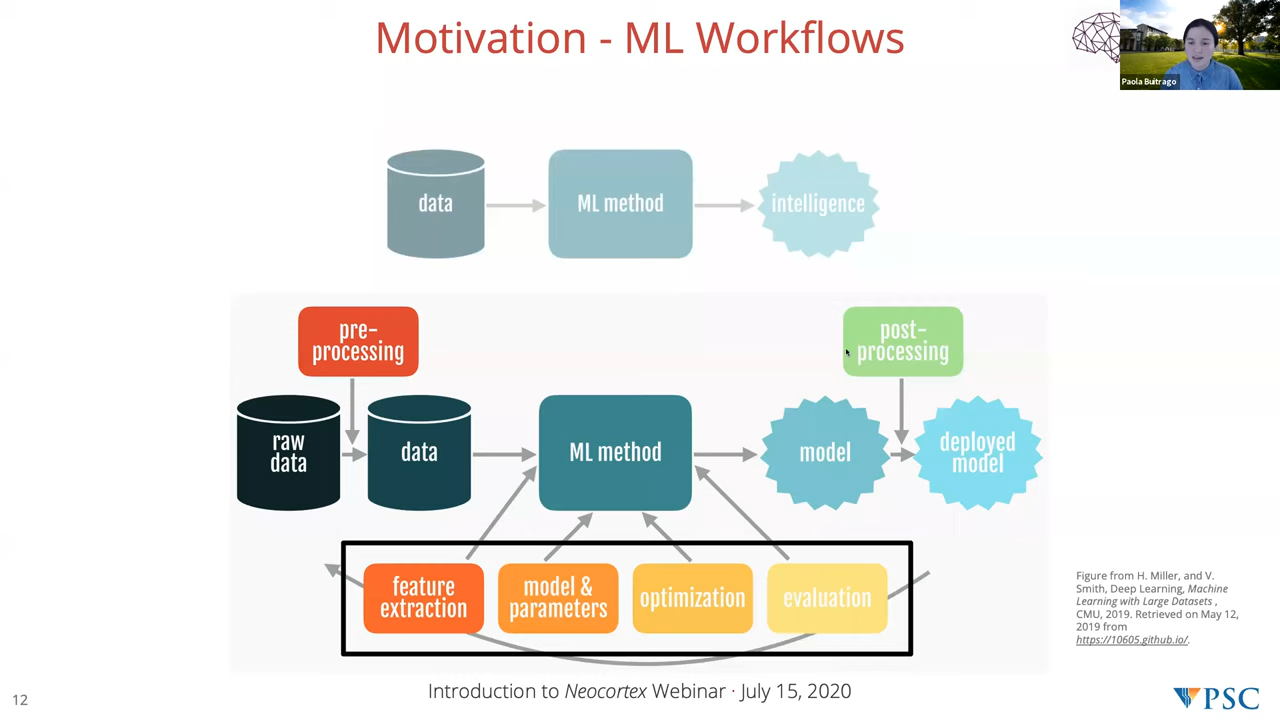 Motivation - ML Workflows
Paola Buitrago
data
ML method
intelligence
pre-
processing
post-
processing
raw
data
data
ML method
model
deployed
model
feature
extraction
model &
parameters
optimization
evaluation
Figure from H. Miller, and V.
Smith, Deep Learning, Machine
Learning with Large Datasets ,
CMU, 2019. Retrieved on May 12,
2019 from
https://10605.github.io/.
12
Introduction to Neocortex Webinar · July 15, 2020
PSC